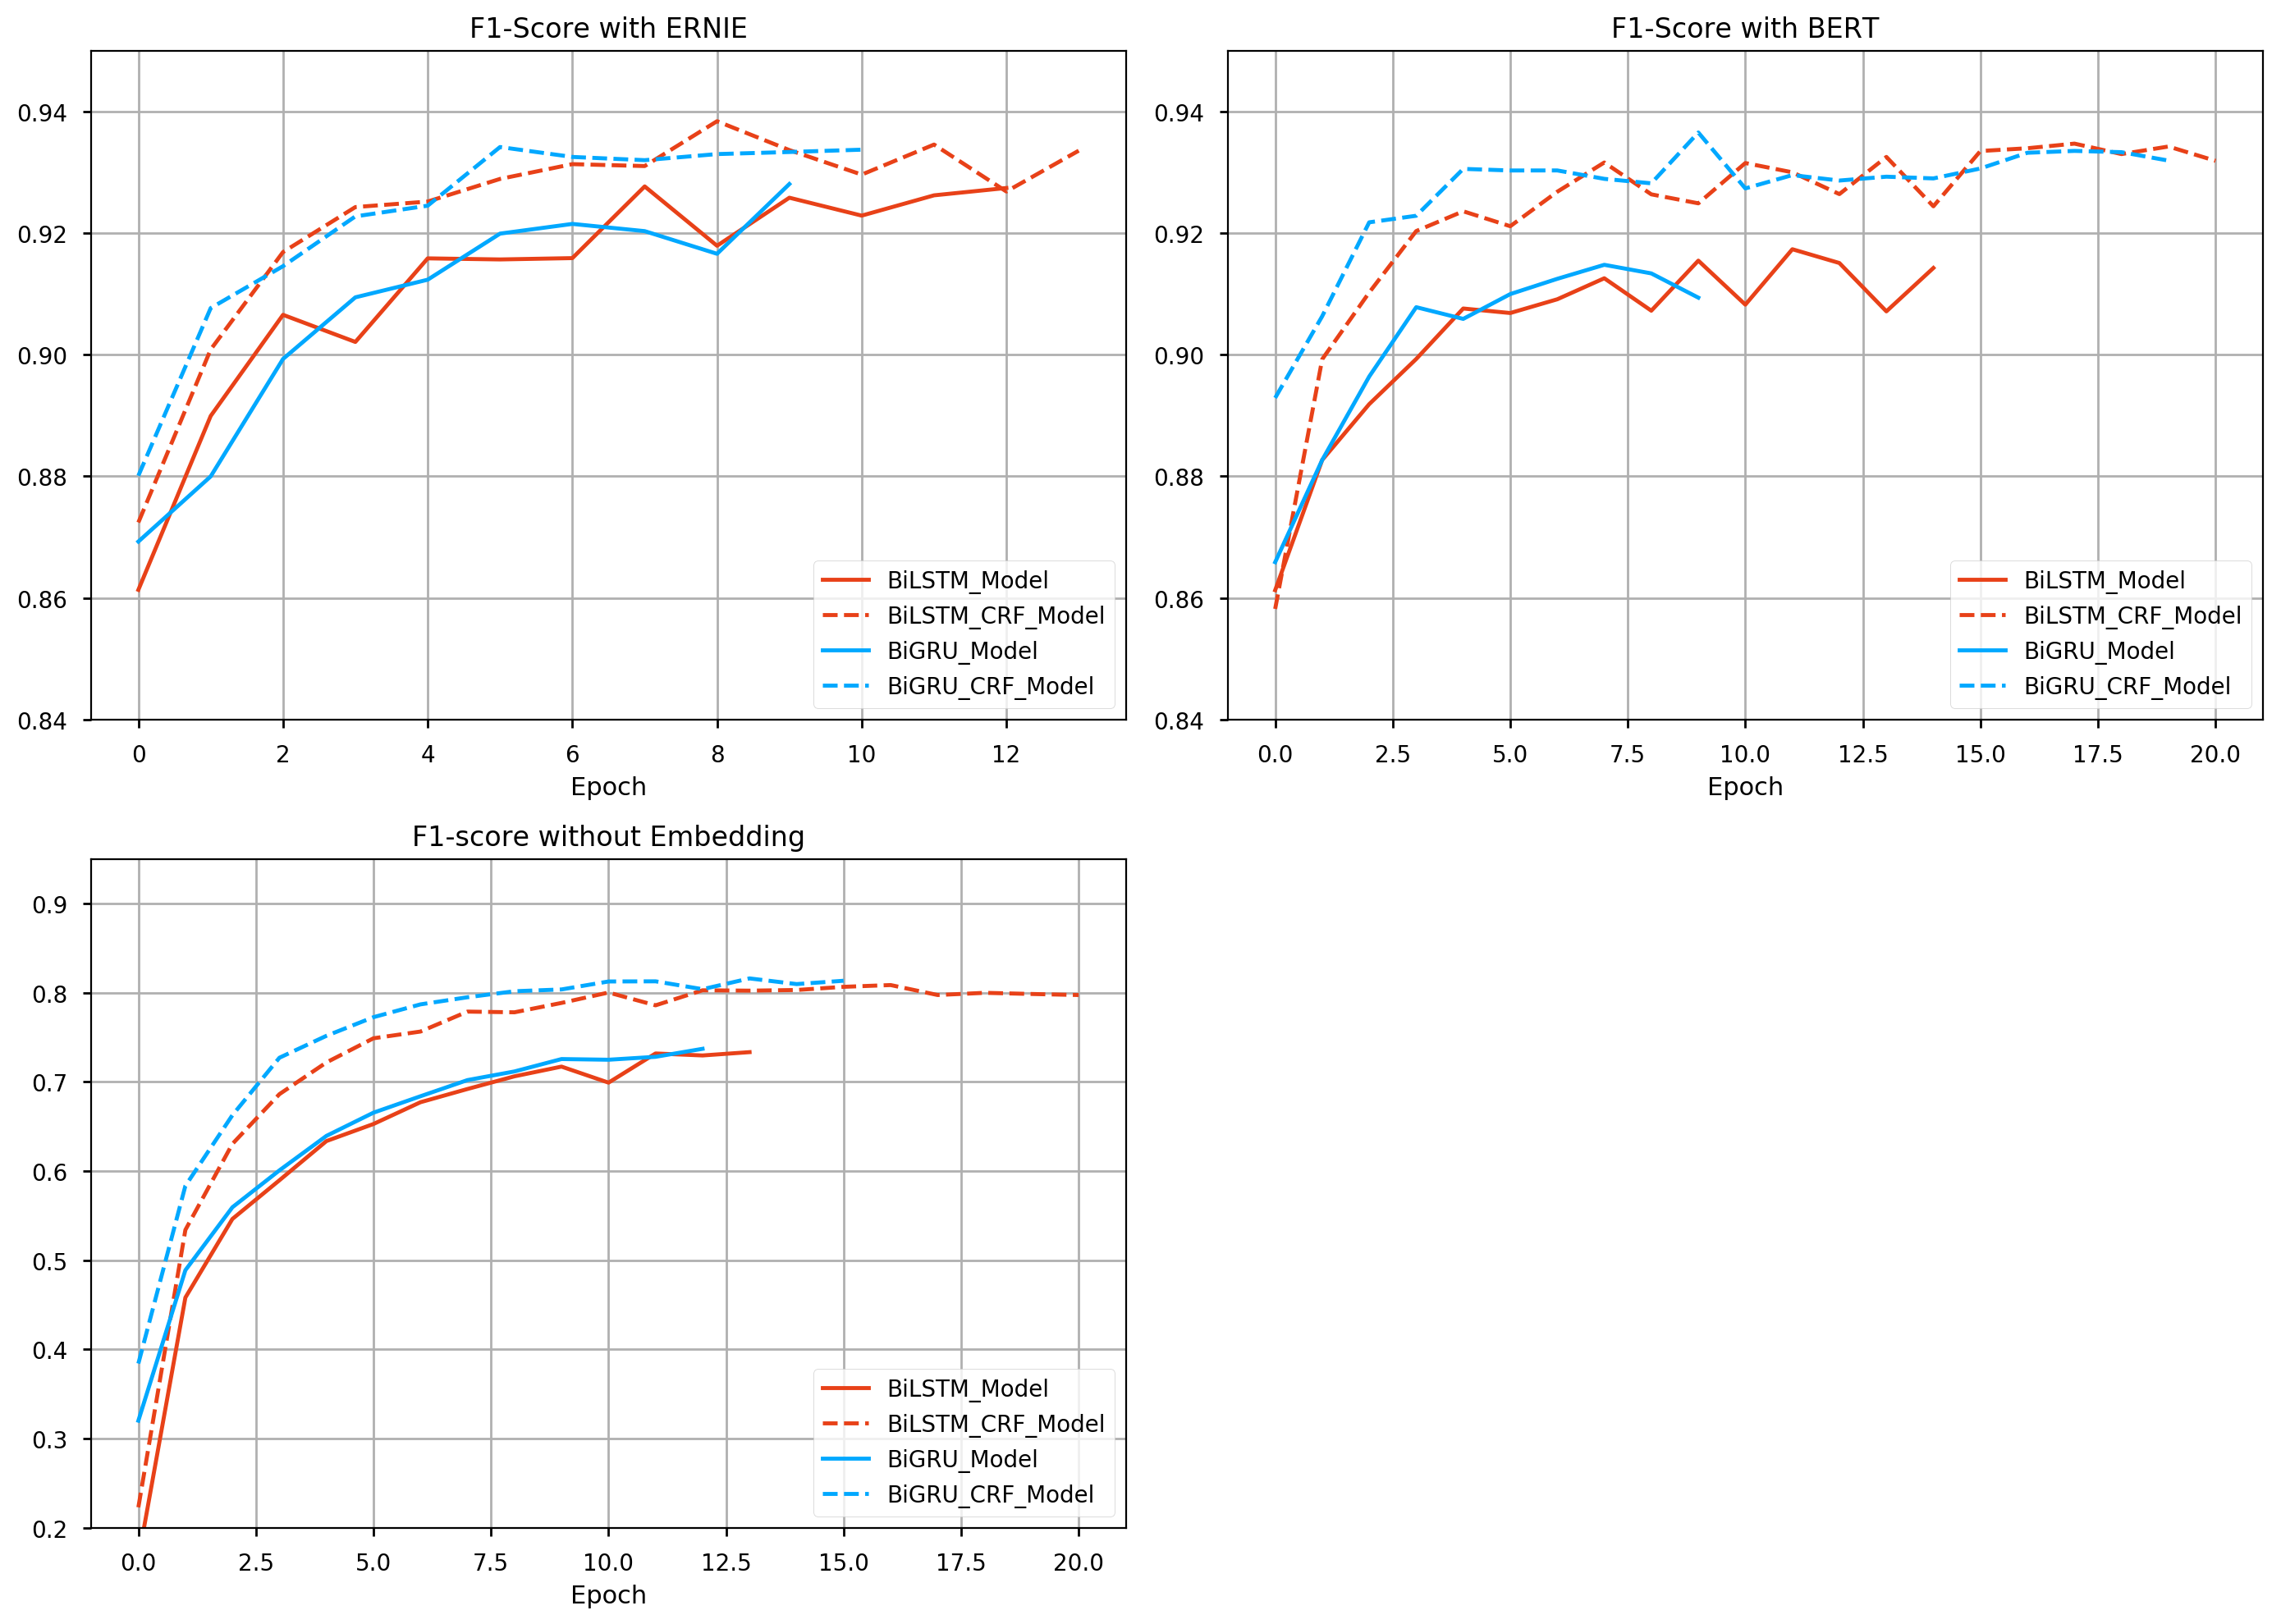 F1-Score with ERNIE
0.94
0.92
0.90
0.88
0.86
0.84
0 2 4 6 8 10 12
Epoch
BiLSTM_Model
BiLSTM_CRF_Model
BiGRU_Model
BiGRU_CRF_Model
F1-Score with BERT
0.94
0.92
0.90
0.88
0.86
0.84
0.0 2.5 5.0 7.5 10.0 12.5 15.0 17.5 20.0
Epoch
BiLSTM_Model
BiLSTM_CRF_Model
BiGRU_Model
BiGRU_CRF_Model
F1-score without Embedding
0.9
0.8
0.7
0.6
0.5
0.4
0.3
0.2
0.0 2.5 5.0 7.5 10.0 12.5 15.0 17.5 20.0
Epoch
BiLSTM_Model
BiLSTM_CRF_Model
BiGRU_Model
BiGRU_CRF_Model